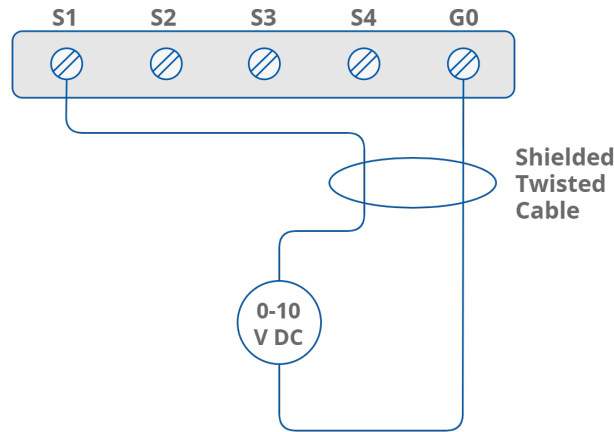 S1 S2 S3 S4 G0
Shielded
Twisted
Cable
0-10
V DC